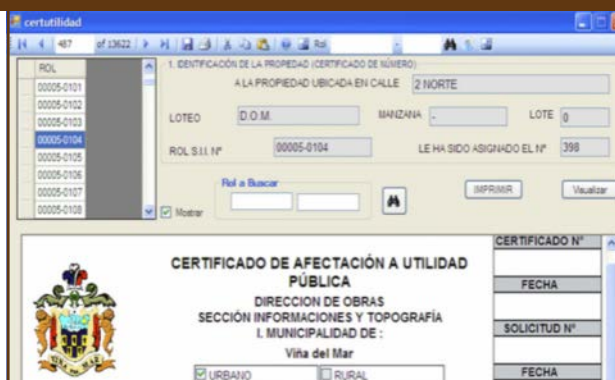 certutilidad
487 of 13622 Rol -
ROL
00005-0101
00005-0102
00005-0103
00005-0104
00005-0105
00005-0106
00005-0107
00005-0108
1. IDENTIFICACIÓN DE LA PROPIEDAD (CERTIFICADO DE NÚMERO)
A LA PROPIEDAD UBICADA EN CALLE 2 NORTE
LOTEO D.O.M. MANZANA - LOTE 0
ROL S.I.I. Nº 00005-0104 LE HA SIDO ASIGNADO EL Nº 398
Rol a Buscar
Mostrar
IMPRIMIR Visualizar
CERTIFICADO DE AFECTACIÓN A UTILIDAD
PÚBLICA
DIRECCION DE OBRAS
SECCIÓN INFORMACIONES Y TOPOGRAFÍA
I. MUNICIPALIDAD DE :
Viña del Mar
URBANO RURAL
CERTIFICADO Nº
FECHA
SOLICITUD Nº
FECHA
VIÑA DEL MAR